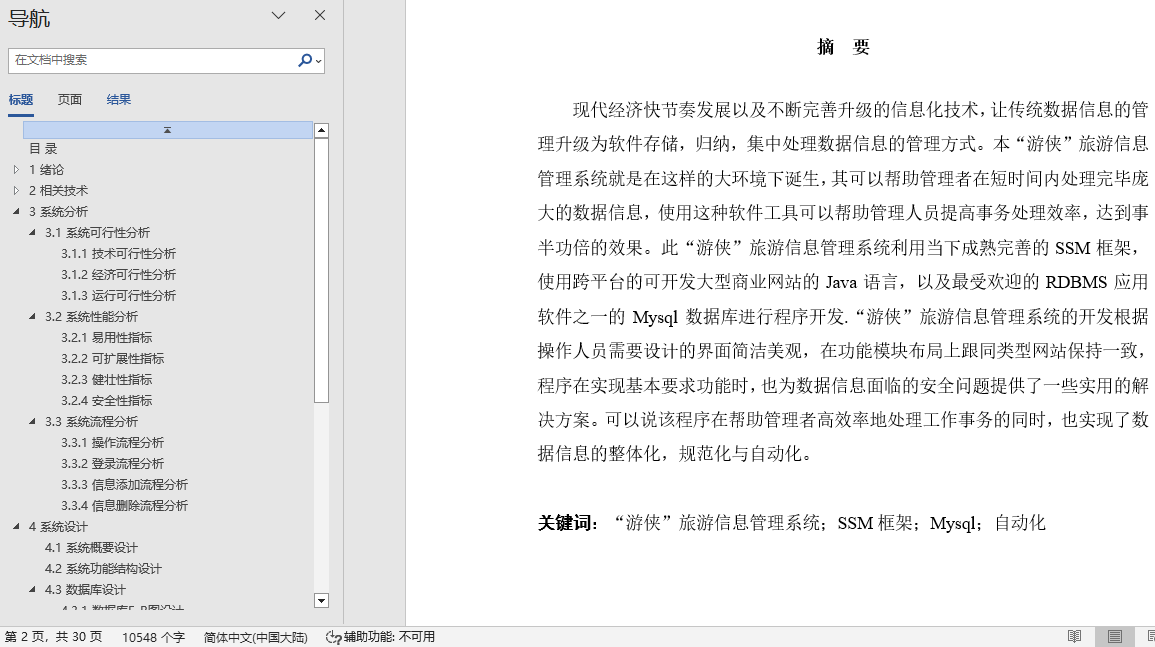 导航
在文档中搜索
标题 页面 结果
目 录
1 绪论
2 相关技术
3 系统分析
3.1 系统可行性分析
3.1.1 技术可行性分析
3.1.2 经济可行性分析
3.1.3 运行可行性分析
3.2 系统性能分析
3.2.1 易用性指标
3.2.2 可扩展性指标
3.2.3 健壮性指标
3.2.4 安全性指标
3.3 系统流程分析
3.3.1 操作流程分析
3.3.2 登录流程分析
3.3.3 信息添加流程分析
3.3.4 信息删除流程分析
4 系统设计
4.1 系统概要设计
4.2 系统功能结构设计
4.3 数据库设计
4.3.1 数据库E-R图设计
摘 要
现代经济快节奏发展以及不断完善升级的信息化技术，让传统数据信息的管
理升级为软件存储，归纳，集中处理数据信息的管理方式。本“游侠”旅游信息
管理系统就是在这样的大环境下诞生，其可以帮助管理者在短时间内处理完毕庞
大的数据信息，使用这种软件工具可以帮助管理人员提高事务处理效率，达到事
半功倍的效果。此“游侠”旅游信息管理系统利用当下成熟完善的 SSM 框架，
使用跨平台的可开发大型商业网站的 Java 语言，以及最受欢迎的 RDBMS 应用
软件之一的 Mysql 数据库进行程序开发.“游侠”旅游信息管理系统的开发根据
操作人员需要设计的界面简洁美观，在功能模块布局上跟同类型网站保持一致，
程序在实现基本要求功能时，也为数据信息面临的安全问题提供了一些实用的解
决方案。可以说该程序在帮助管理者高效率地处理工作事务的同时，也实现了数
据信息的整体化，规范化与自动化。
关键词：“游侠”旅游信息管理系统；SSM 框架；Mysql；自动化
第 2 页，共 30 页 10548 个字 简体中文(中国大陆) 辅助功能: 不可用